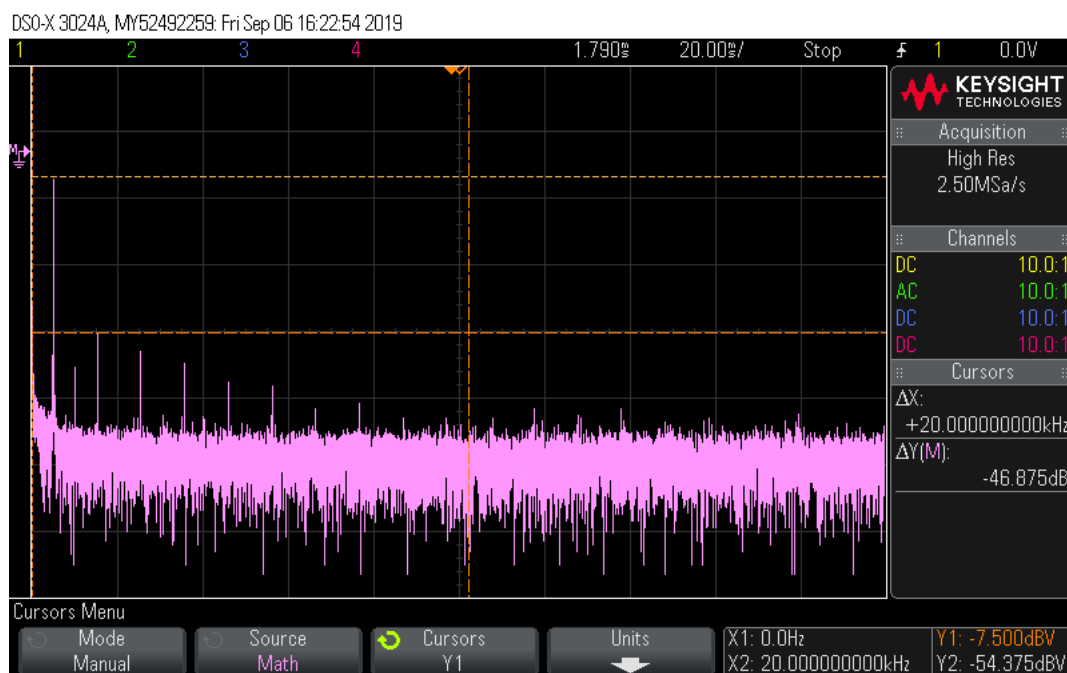 DSO-X 3024A, MY52492259: Fri Sep 06 16:22:54 2019
1 2 3 4 1.790ms 20.00ms/ Stop 1 0.0V
M
KEYSIGHT
TECHNOLOGIES
Acquisition
High Res
2.50MSa/s
Channels
DC 10.0:1
AC 10.0:1
DC 10.0:1
DC 10.0:1
Cursors
ΔX:
+20.000000000kHz
ΔY(M):
-46.875dB
Cursors Menu
Mode
Manual
Source
Math
Cursors
Y1
Units
X1: 0.0Hz
X2: 20.000000000kHz
Y1: -7.500dBV
Y2: -54.375dBV